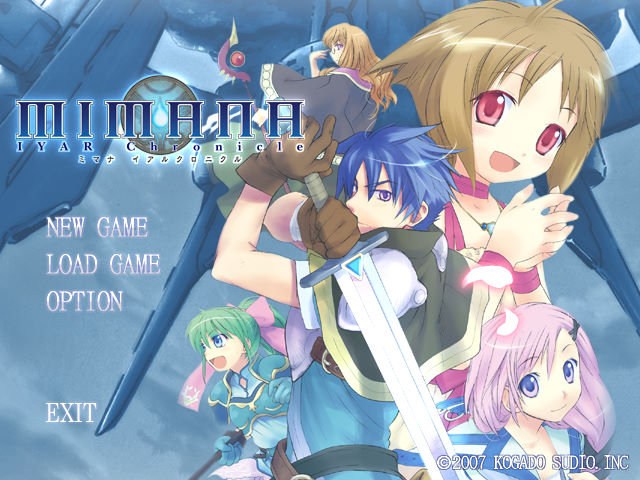 MIMANA
IYAR Chronicle
ミマナ イアルクロニクル
NEW GAME
LOAD GAME
OPTION
EXIT
©2007 KOGADO SUDIO.INC